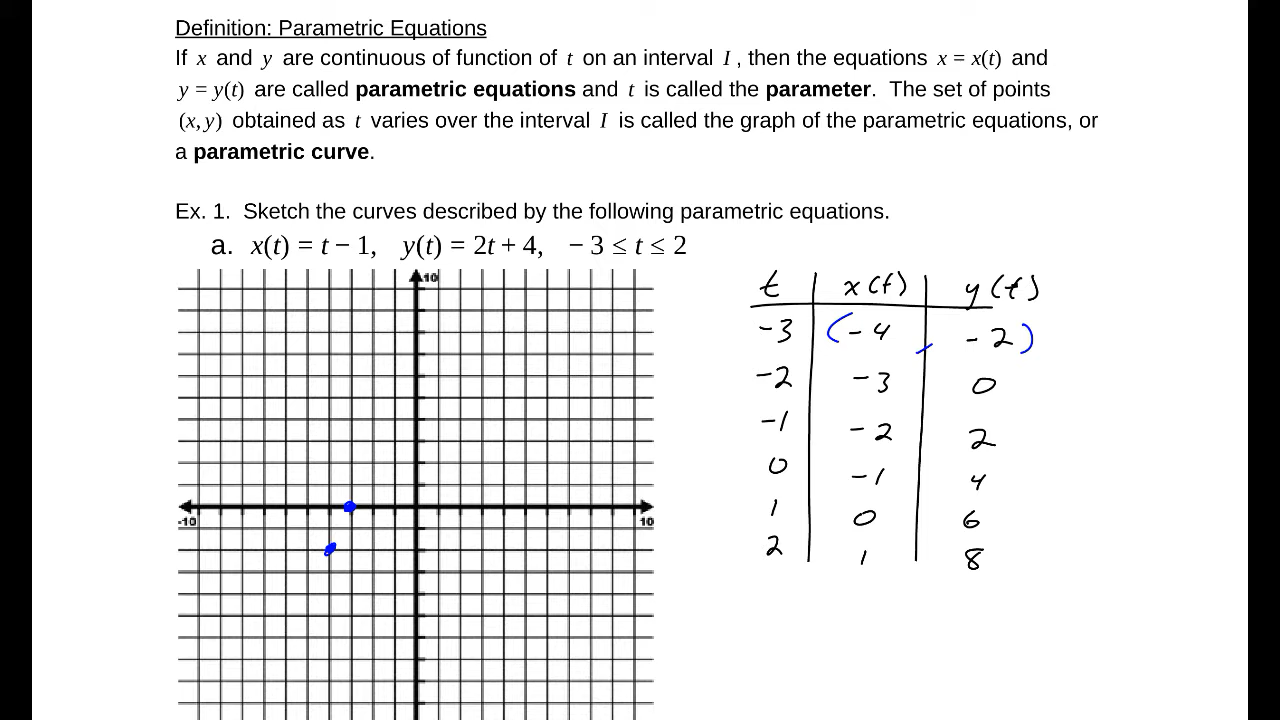 Definition: Parametric Equations
If x and y are continuous of function of t on an interval I , then the equations x = x(t) and
y = y(t) are called parametric equations and t is called the parameter. The set of points
(x, y) obtained as t varies over the interval I is called the graph of the parametric equations, or
a parametric curve.
Ex. 1. Sketch the curves described by the following parametric equations.
a. x(t) = t − 1, y(t) = 2t + 4, − 3 ≤ t ≤ 2
10
-10 10
t x(t) y(t)
-3 (-4 , -2)
-2 -3 0
-1 -2 2
0 -1 4
1 0 6
2 1 8